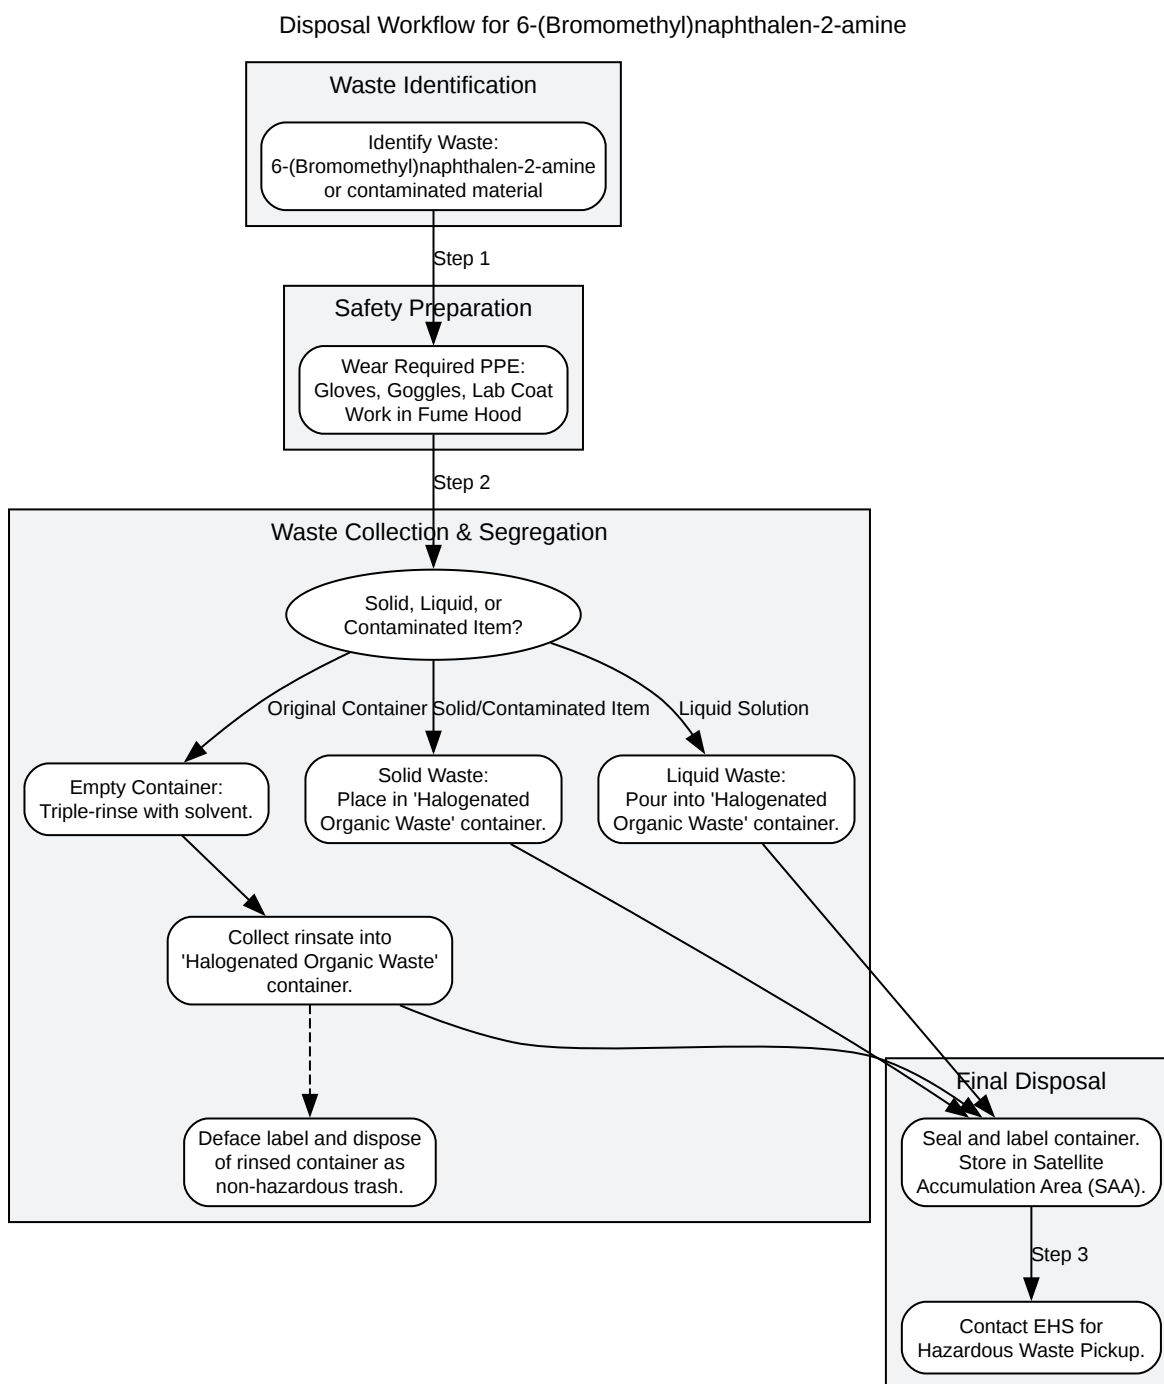 Disposal Workflow for 6-(Bromomethyl)naphthalen-2-amine
Waste Identification
Identify Waste:
6-(Bromomethyl)naphthalen-2-amine
or contaminated material
Step 1
Safety Preparation
Wear Required PPE:
Gloves, Goggles, Lab Coat
Work in Fume Hood
Step 2
Waste Collection & Segregation
Solid, Liquid, or
Contaminated Item?
Original Container
Solid/Contaminated Item
Liquid Solution
Empty Container:
Triple-rinse with solvent.
Solid Waste:
Place in 'Halogenated
Organic Waste' container.
Liquid Waste:
Pour into 'Halogenated
Organic Waste' container.
Collect rinsate into
'Halogenated Organic Waste'
container.
Deface label and dispose
of rinsed container as
non-hazardous trash.
Final Disposal
Seal and label container.
Store in Satellite
Accumulation Area (SAA).
Step 3
Contact EHS for
Hazardous Waste Pickup.